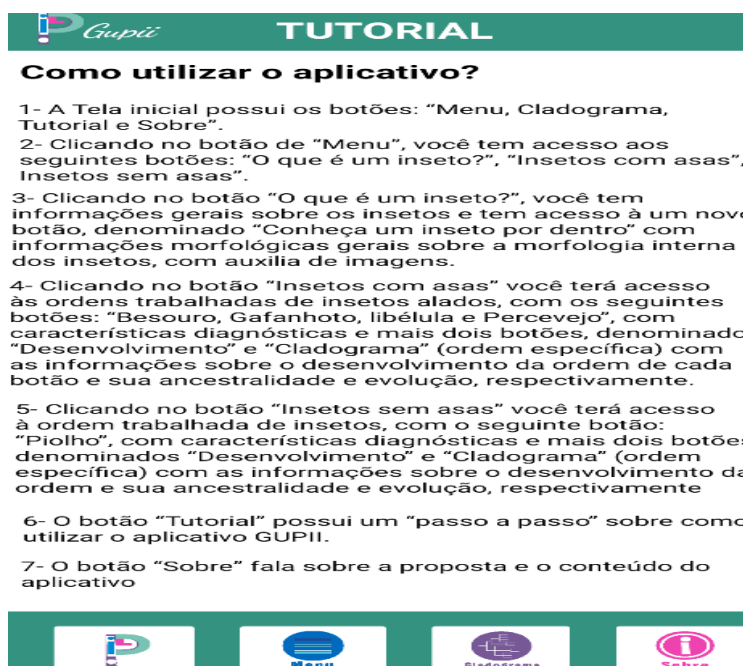 Gupii
TUTORIAL
Como utilizar o aplicativo?
1- A Tela inicial possui os botões: “Menu, Cladograma,
Tutorial e Sobre”.
2- Clicando no botão de “Menu”, você tem acesso aos
seguintes botões: “O que é um inseto?”, “Insetos com asas”,
Insetos sem asas”.
3- Clicando no botão “O que é um inseto?”, você tem
informações gerais sobre os insetos e tem acesso à um nov
botão, denominado “Conheça um inseto por dentro” com
informações morfológicas gerais sobre a morfologia interna
dos insetos, com auxilia de imagens.
4- Clicando no botão “Insetos com asas” você terá acesso
às ordens trabalhadas de insetos alados, com os seguintes
botões: “Besouro, Gafanhoto, libélula e Percevejo”, com
características diagnósticas e mais dois botões, denominado
“Desenvolvimento” e “Cladograma” (ordem específica) com
as informações sobre o desenvolvimento da ordem de cada
botão e sua ancestralidade e evolução, respectivamente.
5- Clicando no botão “Insetos sem asas” você terá acesso
à ordem trabalhada de insetos, com o seguinte botão:
“Piolho”, com características diagnósticas e mais dois botões
denominados “Desenvolvimento” e “Cladograma” (ordem
específica) com as informações sobre o desenvolvimento da
ordem e sua ancestralidade e evolução, respectivamente
6- O botão “Tutorial” possui um “passo a passo” sobre como
utilizar o aplicativo GUPII.
7- O botão “Sobre” fala sobre a proposta e o conteúdo do
aplicativo
Menu
Cladograma
Sobre